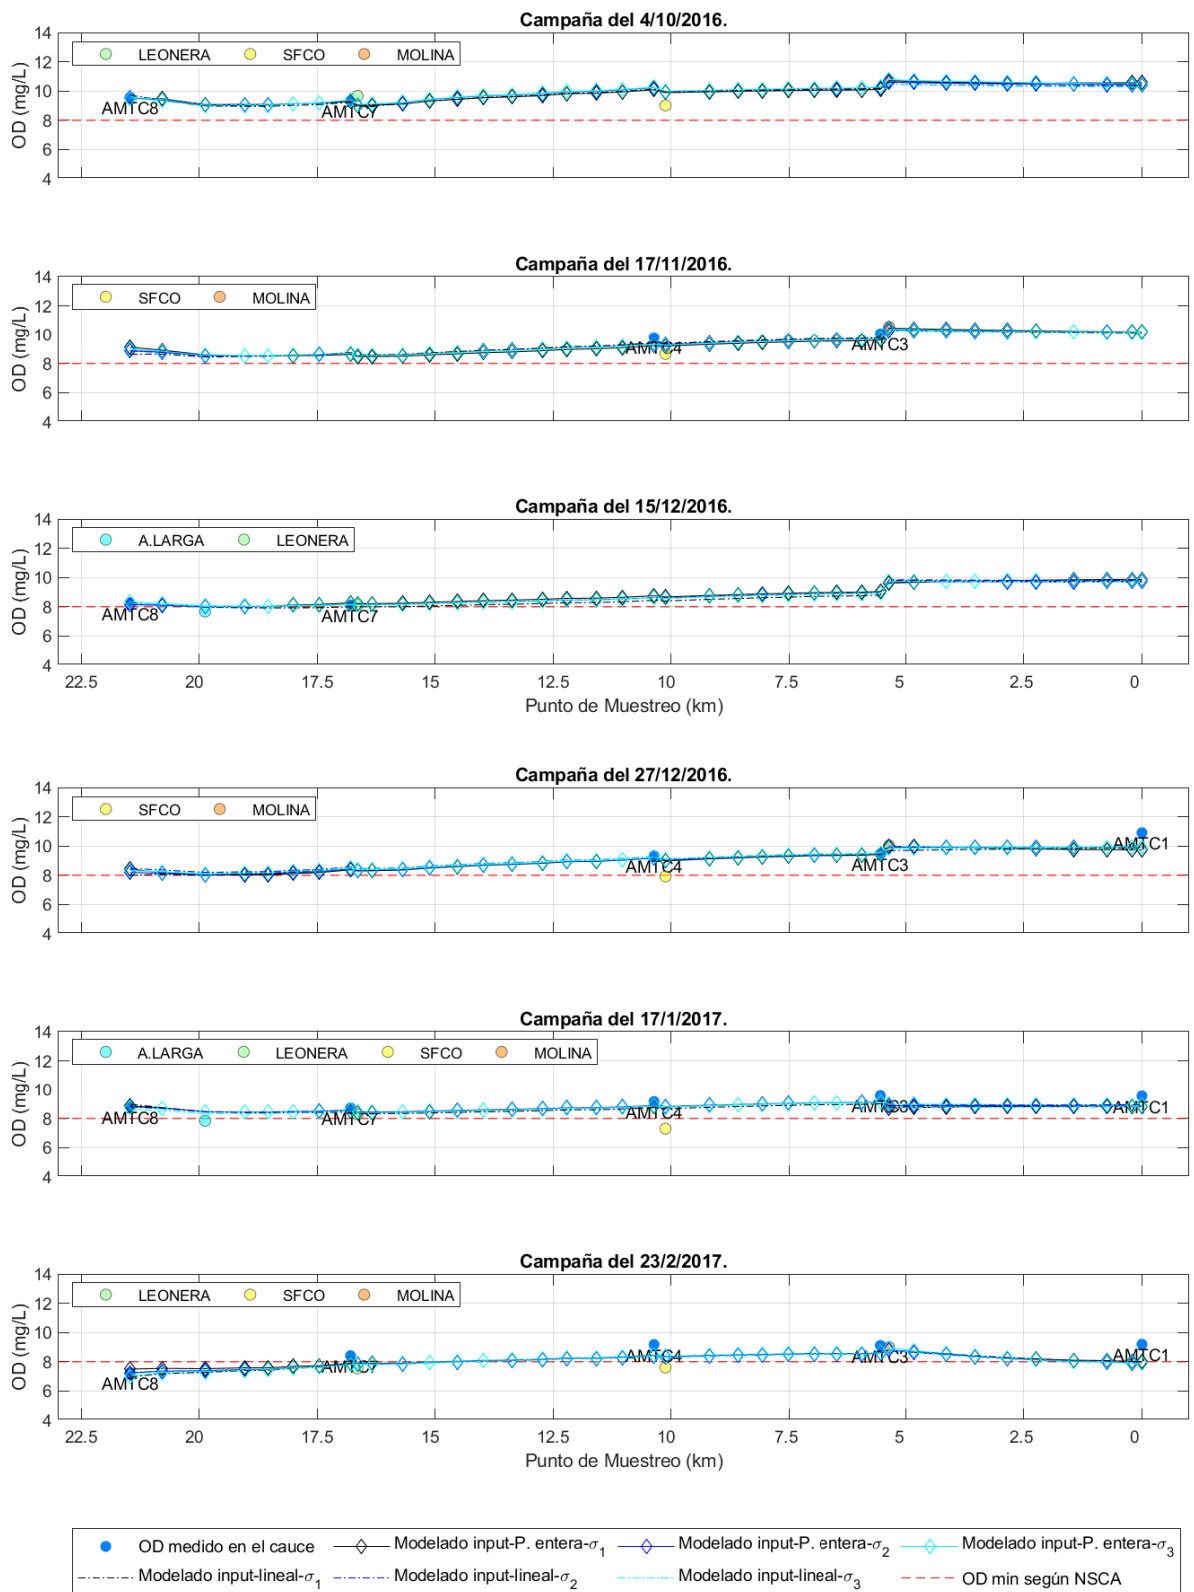 Campaña del 4/10/2016.
LEONERA SFCO MOLINA
OD (mg/L)
14
12
10
8
6
4
AMTC8 AMTC7
Campaña del 17/11/2016.
SFCO MOLINA
OD (mg/L)
14
12
10
8
6
4
AMTC4 AMTC3
Campaña del 15/12/2016.
A.LARGA LEONERA
OD (mg/L)
14
12
10
8
6
4
AMTC8 AMTC7
22.5 20 17.5 15 12.5 10 7.5 5 2.5 0
Punto de Muestreo (km)
Campaña del 27/12/2016.
SFCO MOLINA
OD (mg/L)
14
12
10
8
6
4
AMTC4 AMTC3 AMTC1
Campaña del 17/1/2017.
A.LARGA LEONERA SFCO MOLINA
OD (mg/L)
14
12
10
8
6
4
AMTC8 AMTC7 AMTC4 AMTC3 AMTC1
Campaña del 23/2/2017.
LEONERA SFCO MOLINA
OD (mg/L)
14
12
10
8
6
4
AMTC8 AMTC7 AMTC4 AMTC3 AMTC1
22.5 20 17.5 15 12.5 10 7.5 5 2.5 0
Punto de Muestreo (km)
OD medido en el cauce Modelado input-P. entera-σ1 Modelado input-P. entera-σ2 Modelado input-P. entera-σ3
Modelado input-lineal-σ1 Modelado input-lineal-σ2 Modelado input-lineal-σ3 OD min según NSCA